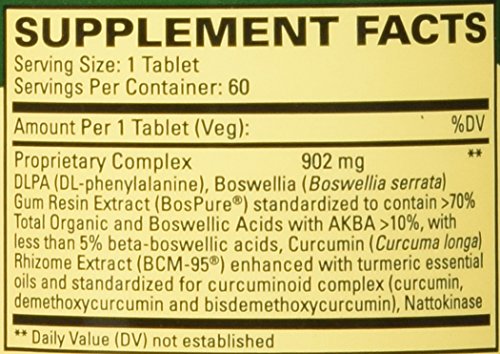 SUPPLEMENT FACTS
Serving Size: 1 Tablet
Servings Per Container: 60
Amount Per 1 Tablet (Veg): %DV
Proprietary Complex 902 mg **
DLPA (DL-phenylalanine), Boswellia (Boswellia serrata)
Gum Resin Extract (BosPure®) standardized to contain >70%
Total Organic and Boswellic Acids with AKBA >10%, with
less than 5% beta-boswellic acids, Curcumin (Curcuma longa)
Rhizome Extract (BCM-95®) enhanced with turmeric essential
oils and standardized for curcuminoid complex (curcumin,
demethoxycurcumin and bisdemethoxycurcumin), Nattokinase
** Daily Value (DV) not established